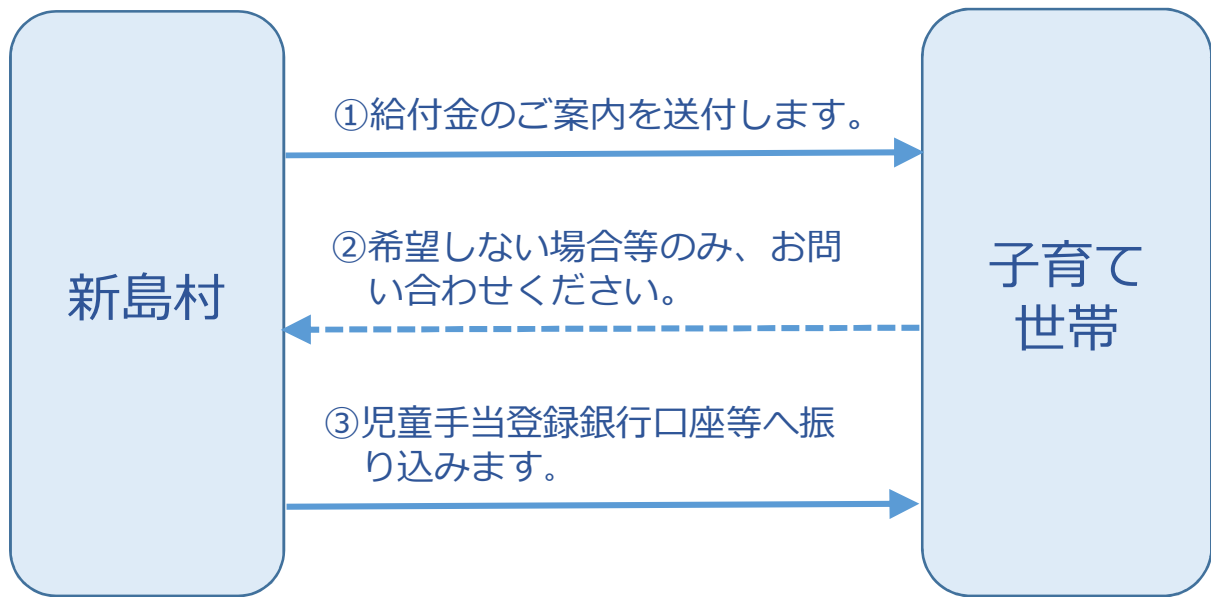 ①給付金のご案内を送付します。
②希望しない場合等のみ、お問
い合わせください。
新島村
子育て
世帯
③児童手当登録銀行口座等へ振
り込みます。